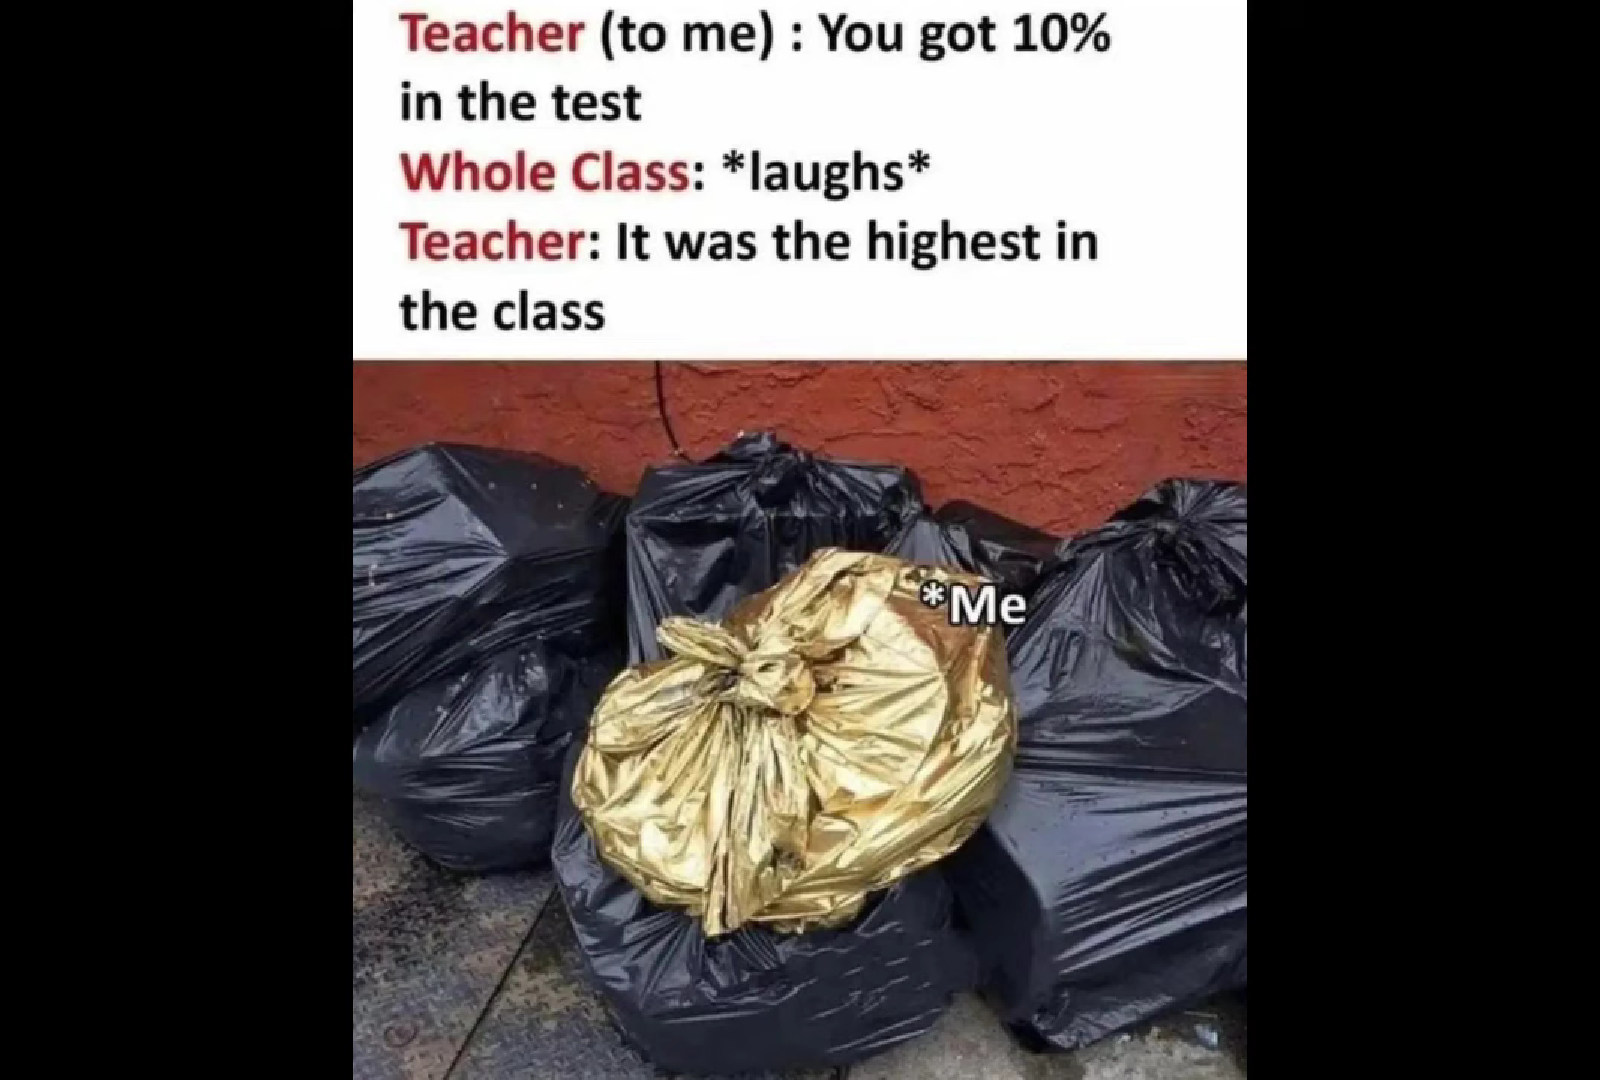 Teacher (to me) : You got 10%
in the test
Whole Class: *laughs*
Teacher: It was the highest in
the class
*Me